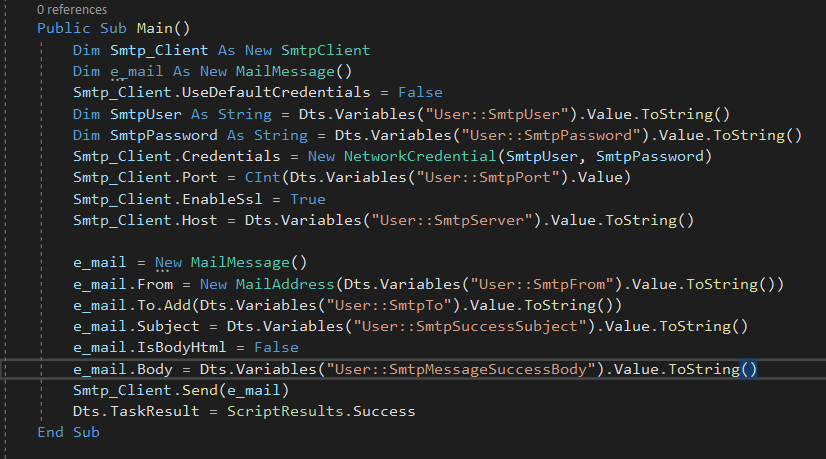 0 references
Public Sub Main()
Dim Smtp_Client As New SmtpClient
Dim e_mail As New MailMessage()
Smtp_Client.UseDefaultCredentials = False
Dim SmtpUser As String = Dts.Variables("User::SmtpUser").Value.ToString()
Dim SmtpPassword As String = Dts.Variables("User::SmtpPassword").Value.ToString()
Smtp_Client.Credentials = New NetworkCredential(SmtpUser, SmtpPassword)
Smtp_Client.Port = CInt(Dts.Variables("User::SmtpPort").Value)
Smtp_Client.EnableSsl = True
Smtp_Client.Host = Dts.Variables("User::SmtpServer").Value.ToString()
e_mail = New MailMessage()
e_mail.From = New MailAddress(Dts.Variables("User::SmtpFrom").Value.ToString())
e_mail.To.Add(Dts.Variables("User::SmtpTo").Value.ToString())
e_mail.Subject = Dts.Variables("User::SmtpSuccessSubject").Value.ToString()
e_mail.IsBodyHtml = False
e_mail.Body = Dts.Variables("User::SmtpMessageSuccessBody").Value.ToString()
Smtp_Client.Send(e_mail)
Dts.TaskResult = ScriptResults.Success
End Sub